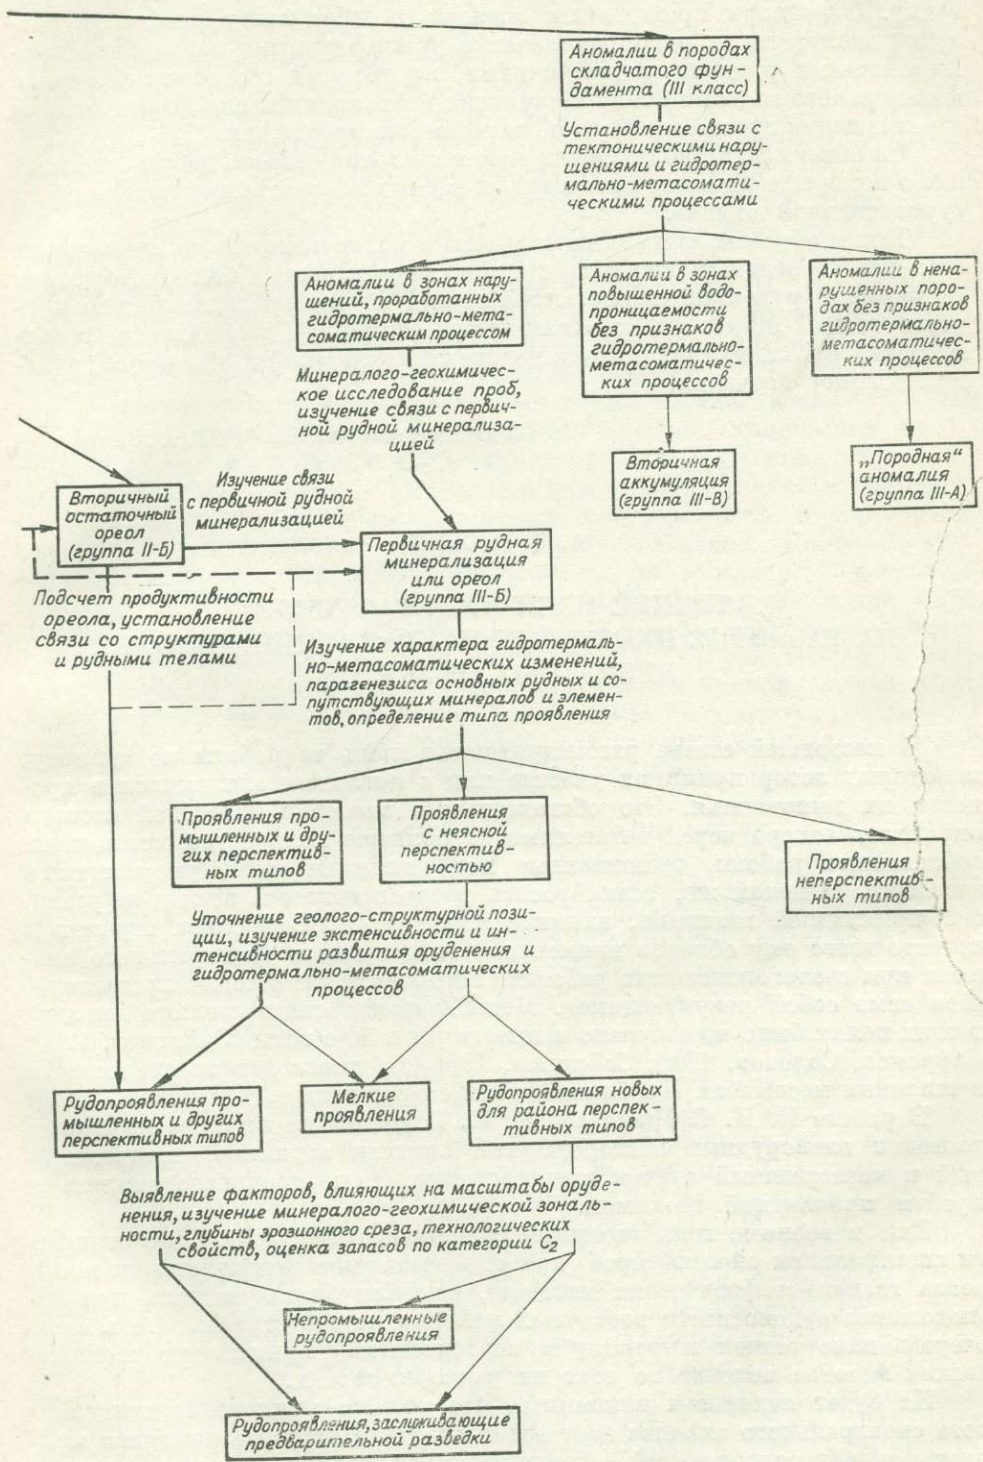 Аномалии в породах
складчатого фун-
дамента (III класс)
Установление связи с
тектоническими нару-
шениями и гидротер-
мально-метасомати-
ческими процессами
Аномалии в зонах нару-
шений, проработанных
гидротермально-мета-
соматическим процессом
Аномалии в зонах
повышенной водо-
проницаемости
без признаков
гидротермально-
метасоматичес-
ких процессов
Аномалии в нена-
рушенных поро-
дах без признаков
гидротермально-
метасоматичес-
ких процессов
Минералого-геохимичес-
кое исследование проб,
изучение связи с первич-
ной рудной минерализа-
цией
Вторичная
аккумуляция
(группа III-В)
„Породная“
аномалия
(группа III-А)
Вторичный
остаточный
ореол
(группа II-Б)
Изучение связи
с первичной рудной
минерализацией
Первичная рудная
минерализация
или ореол
(группа III-Б)
Подсчет продуктивности
ореола, установление
связи со структурами
и рудными телами
Изучение характера гидротермаль-
но-метасоматических изменений,
парагенезиса основных рудных и со-
путствующих минералов и элемен-
тов, определение типа проявления
Проявления про-
мышленных и дру-
гих перспектив-
ных типов
Проявления
с неясной
перспектив-
ностью
Проявления
неперспектив-
ных типов
Уточнение геолого-структурной пози-
ции, изучение экстенсивности и ин-
тенсивности развития оруденения и
гидротермально-метасоматических
процессов
Рудопроявления про-
мышленных и других
перспективных типов
Мелкие
проявления
Рудопроявления новых
для района перспек-
тивных типов
Выявление факторов, влияющих на масштабы оруде-
нения, изучение минералого-геохимической зональ-
ности, глубины эрозионного среза, технологических
свойств, оценка запасов по категории C₂
Непромышленные
рудопроявления
Рудопроявления, заслуживающие
предварительной разведки